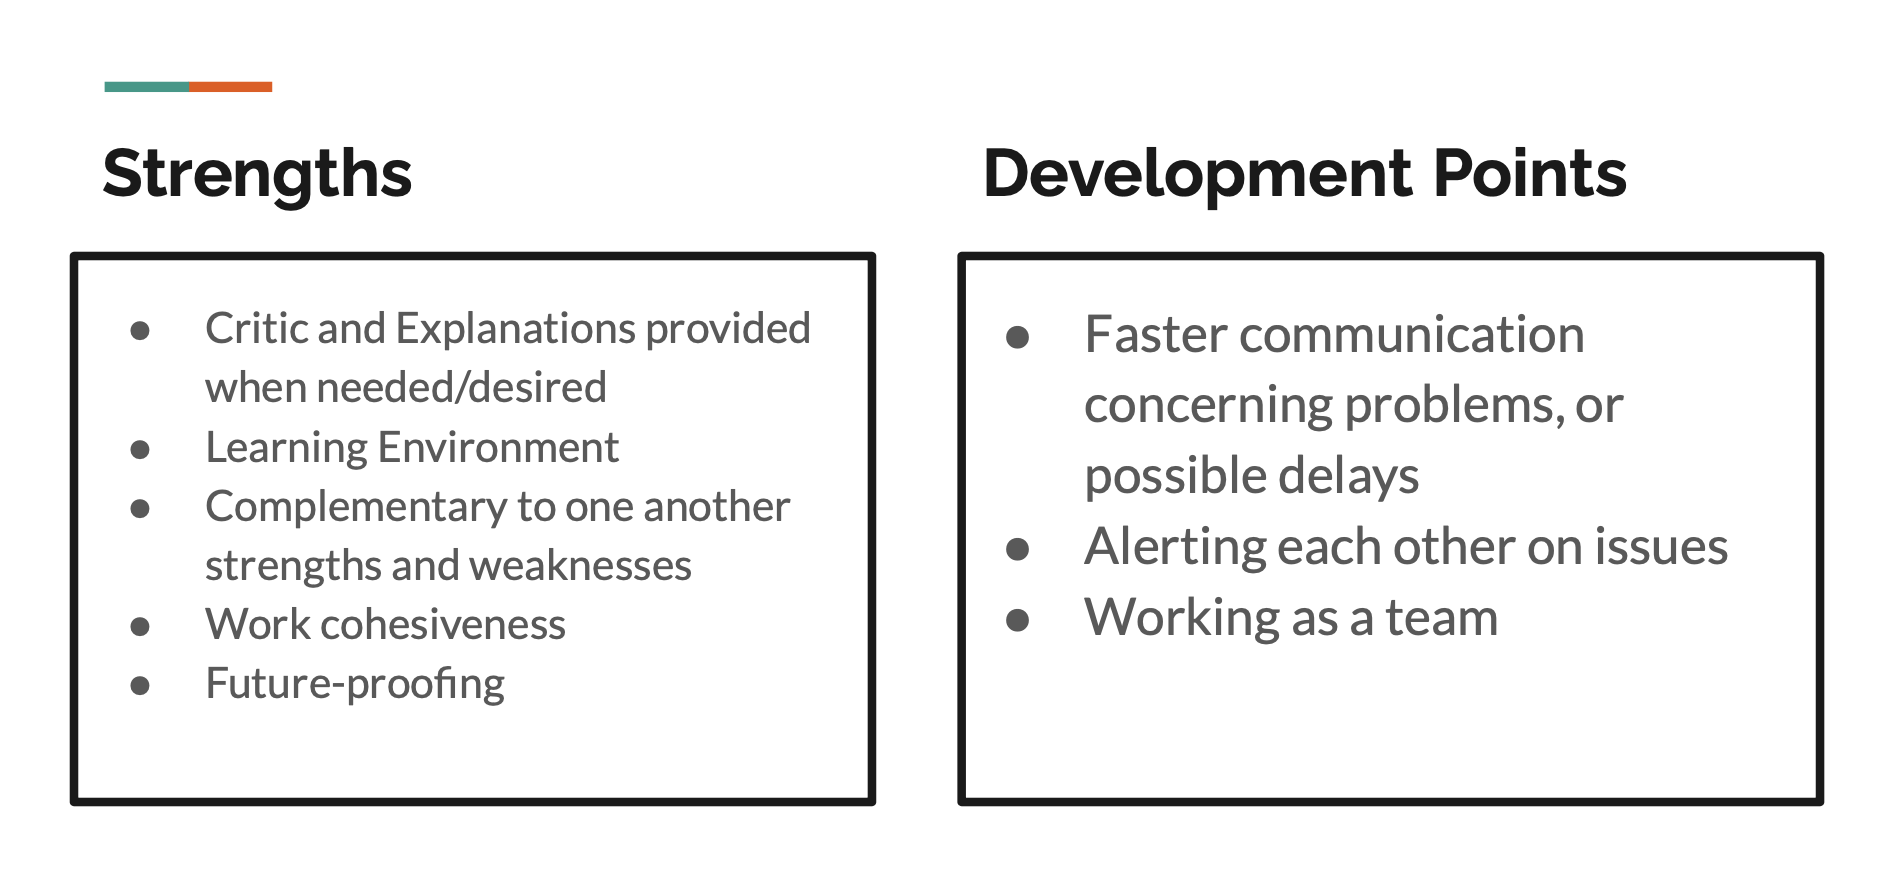 Strengths
● Critic and Explanations provided
when needed/desired
● Learning Environment
● Complementary to one another
strengths and weaknesses
● Work cohesiveness
● Future-proofing
Development Points
● Faster communication
concerning problems, or
possible delays
● Alerting each other on issues
● Working as a team